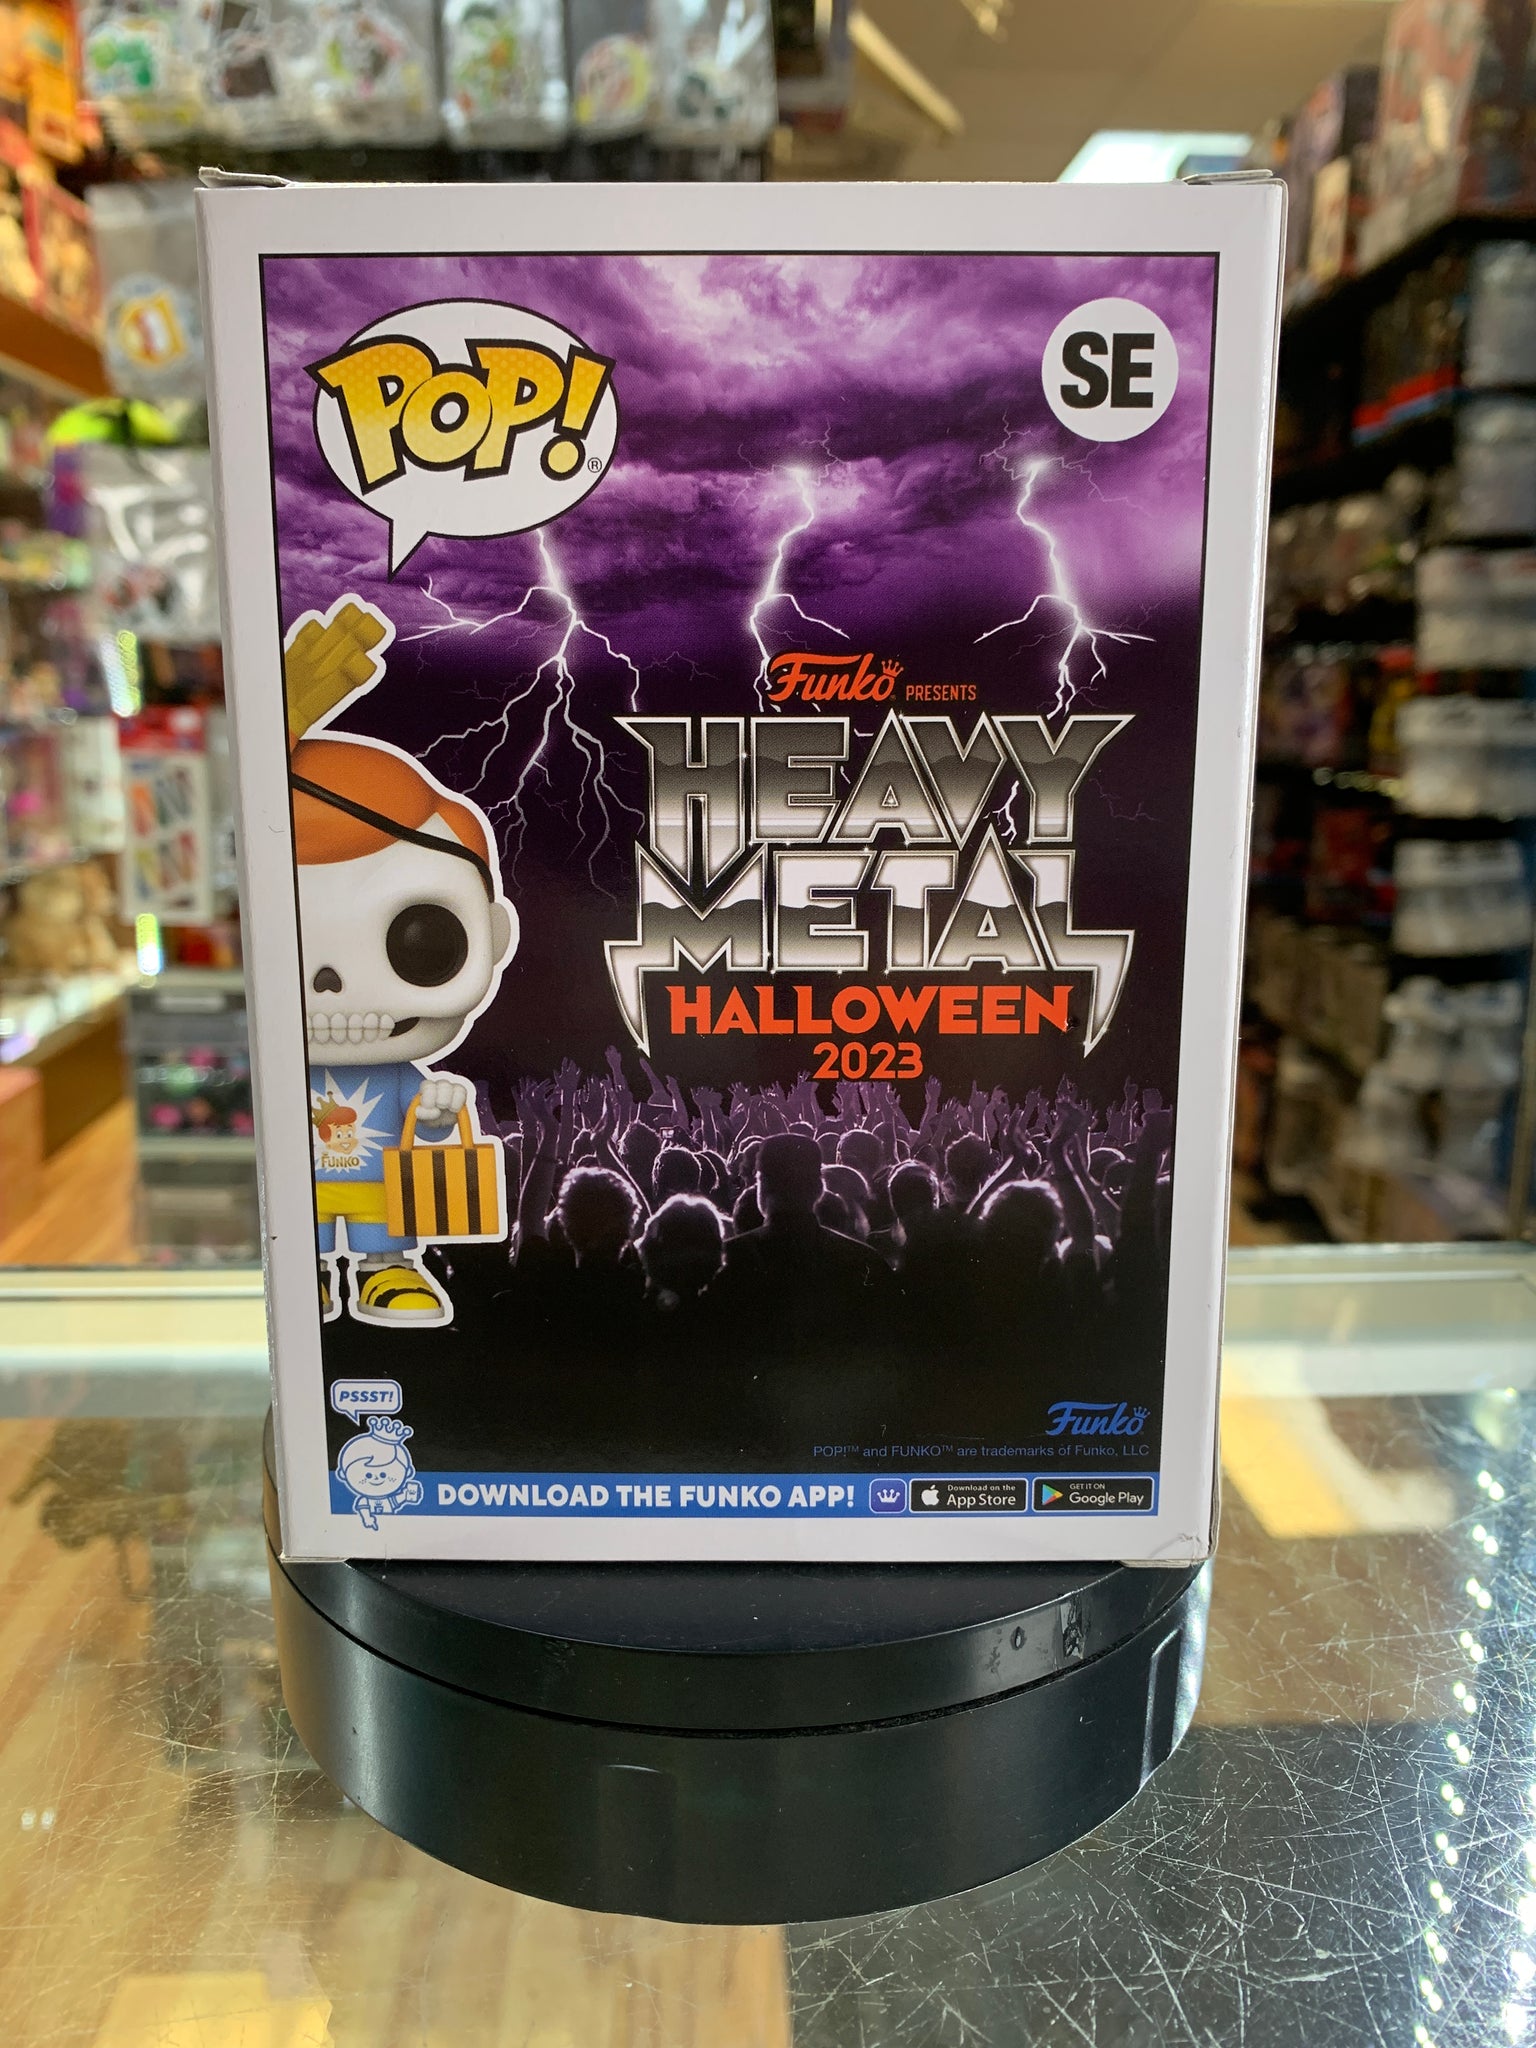 POP!
®
SE
Funko PRESENTS
HEAVY
METAL
HALLOWEEN
2023
FUNKO
PSSST!
Funko
POP!™ and FUNKO™ are trademarks of Funko, LLC
DOWNLOAD THE FUNKO APP!
Download on the
App Store
GET IT ON
Google Play